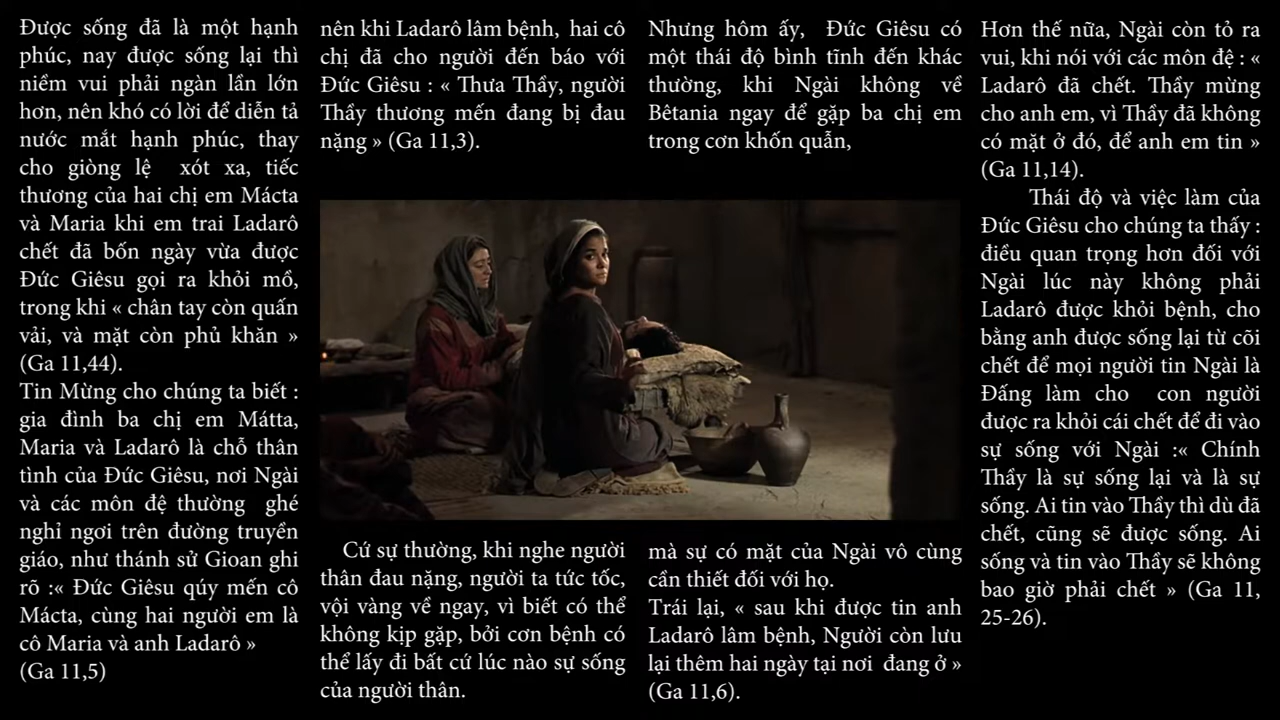 Được sống đã là một hạnh
phúc, nay được sống lại thì
niềm vui phải ngàn lần lớn
hơn, nên khó có lời để diễn tả
nước mắt hạnh phúc, thay
cho giòng lệ xót xa, tiếc
thương của hai chị em Mácta
và Maria khi em trai Ladarô
chết đã bốn ngày vừa được
Đức Giêsu gọi ra khỏi mồ,
trong khi « chân tay còn quấn
vải, và mặt còn phủ khăn »
(Ga 11,44).
Tin Mừng cho chúng ta biết :
gia đình ba chị em Mátta,
Maria và Ladarô là chỗ thân
tình của Đức Giêsu, nơi Ngài
và các môn đệ thường ghé
nghỉ ngơi trên đường truyền
giáo, như thánh sử Gioan ghi
rõ :« Đức Giêsu qúy mến cô
Mácta, cùng hai người em là
cô Maria và anh Ladarô »
(Ga 11,5)
nên khi Ladarô lâm bệnh, hai cô
chị đã cho người đến báo với
Đức Giêsu : « Thưa Thầy, người
Thầy thương mến đang bị đau
nặng » (Ga 11,3).
Cứ sự thường, khi nghe người
thân đau nặng, người ta tức tốc,
vội vàng về ngay, vì biết có thể
không kịp gặp, bởi cơn bệnh có
thể lấy đi bất cứ lúc nào sự sống
của người thân.
Nhưng hôm ấy, Đức Giêsu có
một thái độ bình tĩnh đến khác
thường, khi Ngài không về
Bêtania ngay để gặp ba chị em
trong cơn khốn quẫn,
mà sự có mặt của Ngài vô cùng
cần thiết đối với họ.
Trái lại, « sau khi được tin anh
Ladarô lâm bệnh, Người còn lưu
lại thêm hai ngày tại nơi đang ở »
(Ga 11,6).
Hơn thế nữa, Ngài còn tỏ ra
vui, khi nói với các môn đệ : «
Ladarô đã chết. Thầy mừng
cho anh em, vì Thầy đã không
có mặt ở đó, để anh em tin »
(Ga 11,14).
Thái độ và việc làm của
Đức Giêsu cho chúng ta thấy :
điều quan trọng hơn đối với
Ngài lúc này không phải
Ladarô được khỏi bệnh, cho
bằng anh được sống lại từ cõi
chết để mọi người tin Ngài là
Đấng làm cho con người
được ra khỏi cái chết để đi vào
sự sống với Ngài :« Chính
Thầy là sự sống lại và là sự
sống. Ai tin vào Thầy thì dù đã
chết, cũng sẽ được sống. Ai
sống và tin vào Thầy sẽ không
bao giờ phải chết » (Ga 11,
25-26).